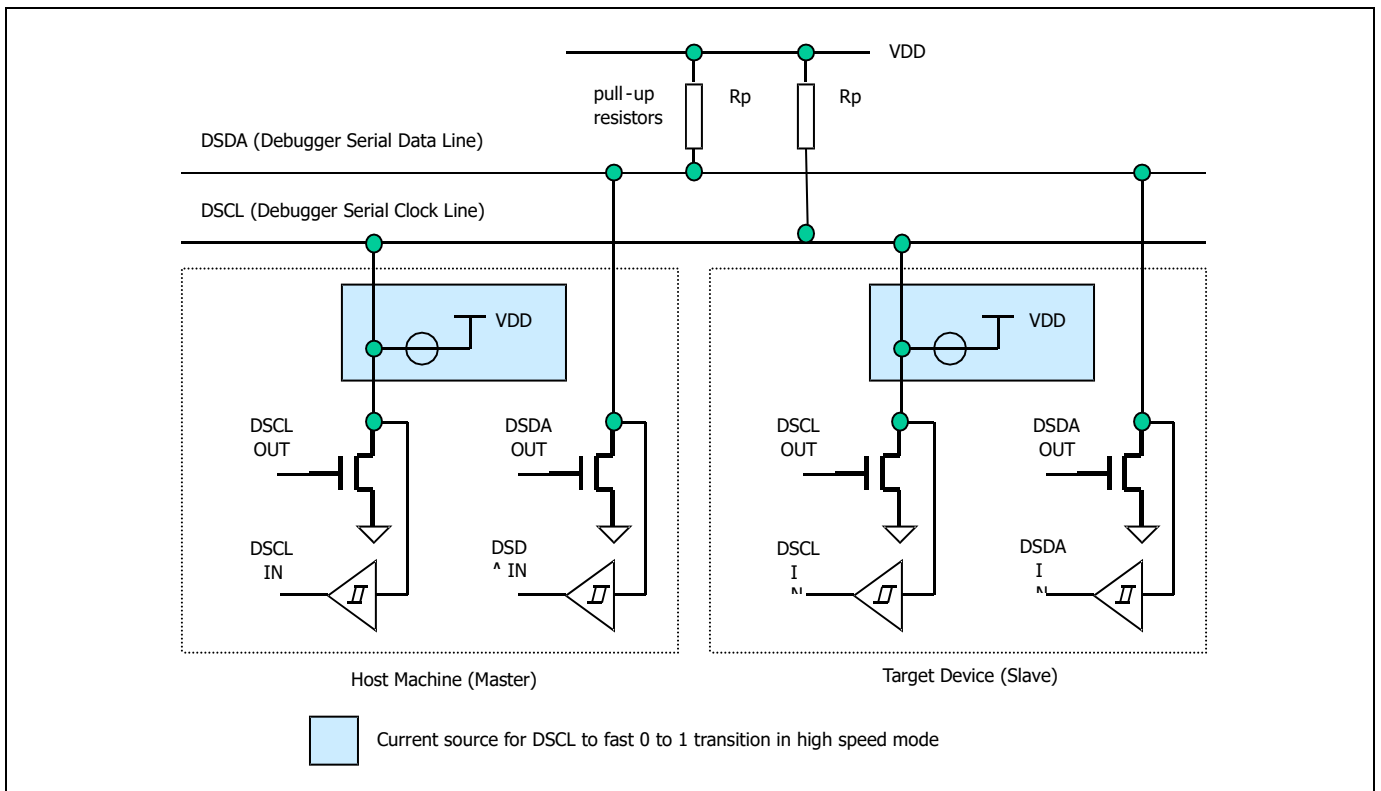 VDD
pull-up
resistors
Rp
Rp
DSDA (Debugger Serial Data Line)
DSCL (Debugger Serial Clock Line)
VDD
VDD
DSCL
OUT
DSDA
OUT
DSCL
OUT
DSDA
OUT
DSCL
IN
DSD
IN
DSCL
I
DSDA
I
Host Machine (Master)
Target Device (Slave)
Current source for DSCL to fast 0 to 1 transition in high speed mode